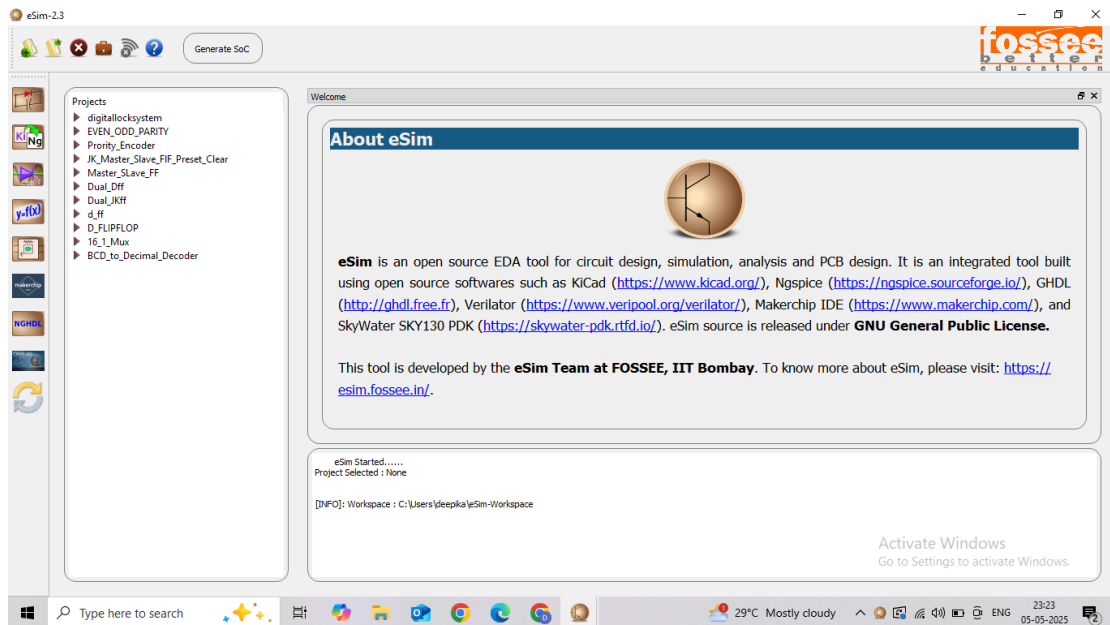 eSim-2.3
Generate SoC
fossee
better
education
Projects
digitallocksystem
EVEN_ODD_PARITY
Prority_Encoder
JK_Master_Slave_FIF_Preset_Clear
Master_SLave_FF
Dual_Dff
Dual_JKff
d_ff
D_FLIPFLOP
16_1_Mux
BCD_to_Decimal_Decoder
Ki
Ng
y=f(x)
makerchip
NGHDL
Welcome
About eSim
eSim is an open source EDA tool for circuit design, simulation, analysis and PCB design. It is an integrated tool built
using open source softwares such as KiCad (https://www.kicad.org/), Ngspice (https://ngspice.sourceforge.io/), GHDL
(http://ghdl.free.fr), Verilator (https://www.veripool.org/verilator/), Makerchip IDE (https://www.makerchip.com/), and
SkyWater SKY130 PDK (https://skywater-pdk.rtfd.io/). eSim source is released under GNU General Public License.
This tool is developed by the eSim Team at FOSSEE, IIT Bombay. To know more about eSim, please visit: https://
esim.fossee.in/.
eSim Started......
Project Selected : None
[INFO]: Workspace : C:\Users\deepika\eSim-Workspace
Activate Windows
Go to Settings to activate Windows.
Type here to search
29°C Mostly cloudy
ENG
23:23
05-05-2025
2